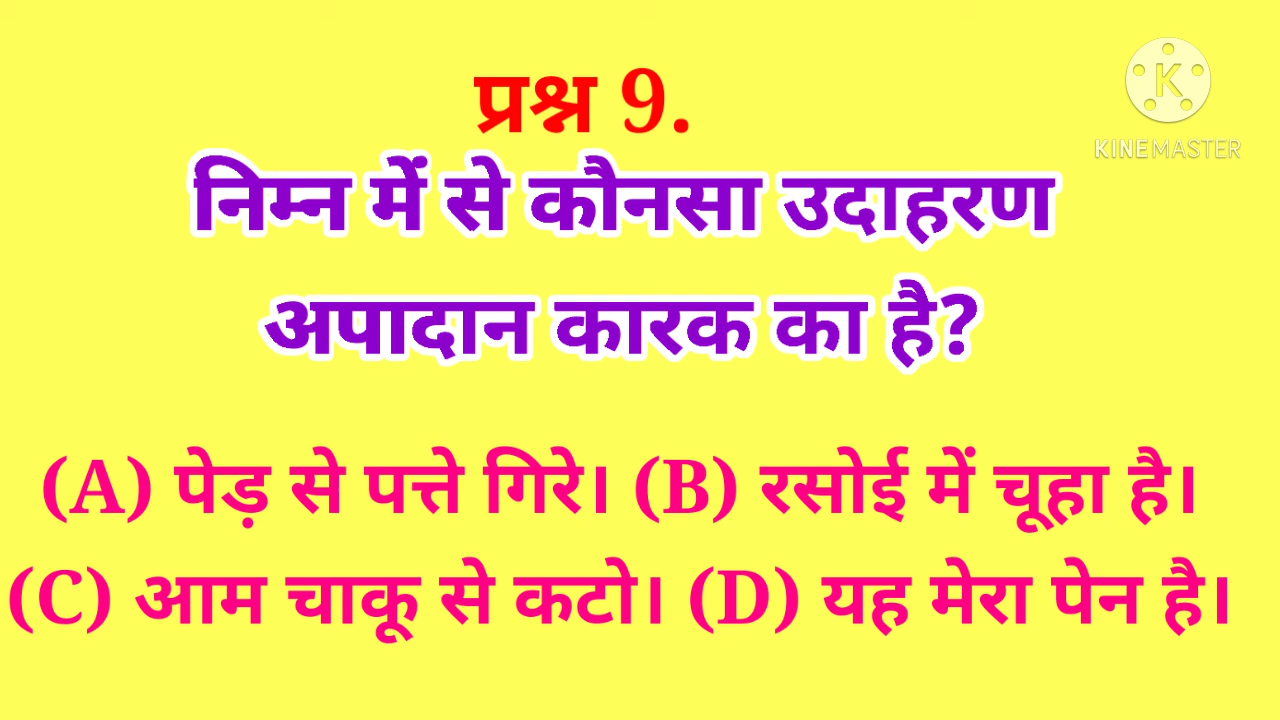 प्रश्न 9.
K
KINEMASTER
निम्न में से कौनसा उदाहरण
अपादान कारक का है?
(A) पेड़ से पत्ते गिरे। (B) रसोई में चूहा है।
(C) आम चाकू से कटो। (D) यह मेरा पेन है।